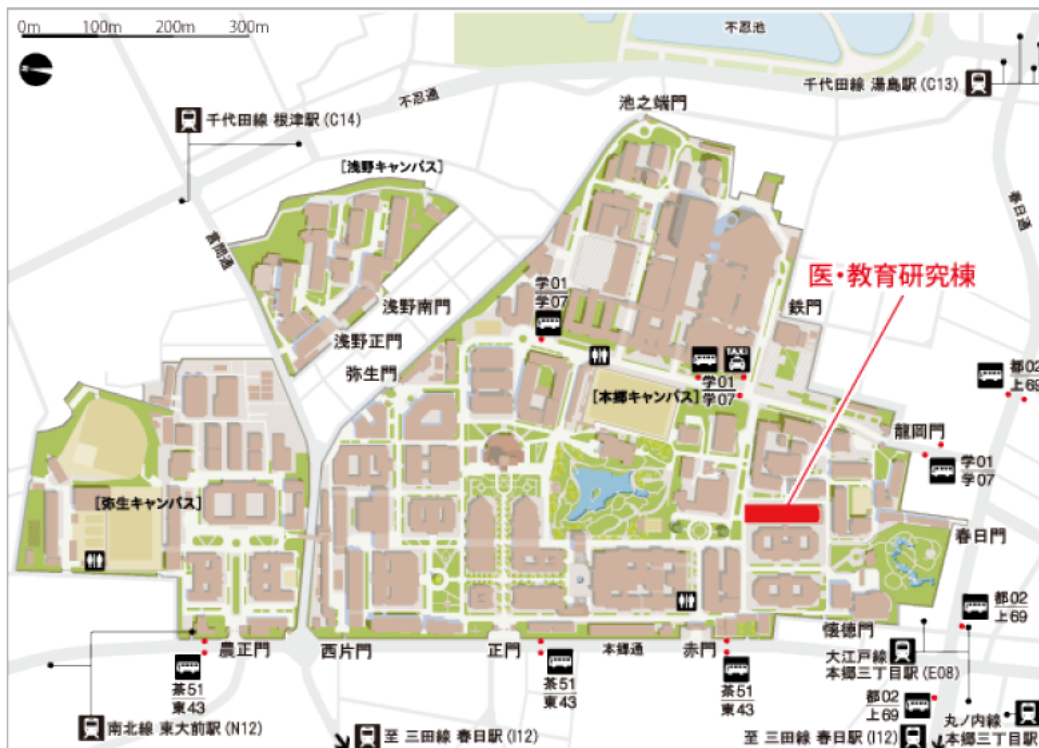 0m 100m 200m 300m
不忍池
千代田線 湯島駅(C13)
不忍通
池之端門
千代田線 根津駅(C14)
[浅野キャンパス]
春日通
言問通
医・教育研究棟
学01
学07
浅野南門
鉄門
浅野正門
弥生門
TAXI
学01
学07
[本郷キャンパス]
都02
上69
龍岡門
学01
学07
[弥生キャンパス]
春日門
都02
上69
農正門
西片門
正門
本郷通
赤門
懐徳門
大江戸線
本郷三丁目駅(E08)
茶51
東43
茶51
東43
茶51
東43
都02
上69
南北線 東大前駅(N12)
至 三田線 春日駅(I12)
至 三田線 春日駅(I12)
丸ノ内線
本郷三丁目駅